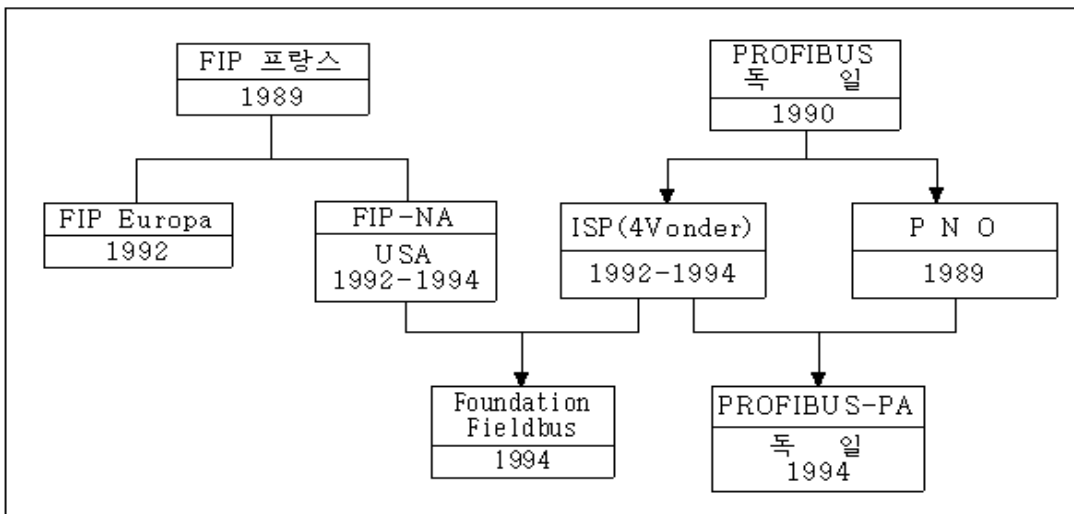 FIP 프랑스
1989
PROFIBUS
독 일
1990
FIP Europa
1992
FIP-NA
USA
1992-1994
ISP(4Vonder)
1992-1994
P N O
1989
Foundation
Fieldbus
1994
PROFIBUS-PA
독 일
1994